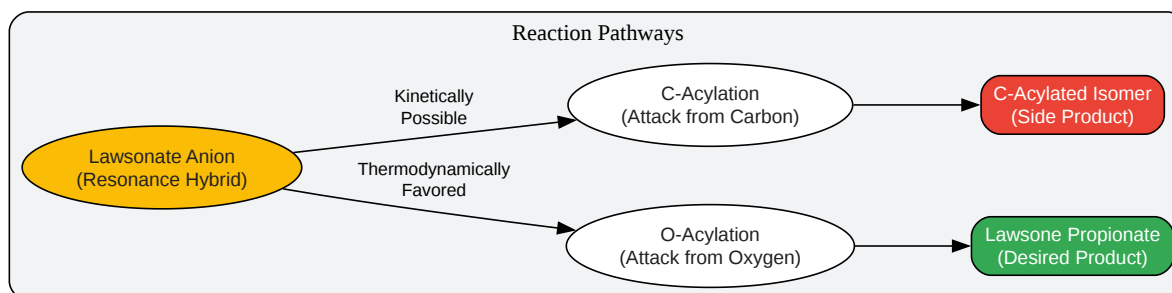 Reaction Pathways
Kinetically
Possible
C-Acylation
(Attack from Carbon)
C-Acylated Isomer
(Side Product)
Lawsonate Anion
(Resonance Hybrid)
Thermodynamically
Favored
O-Acylation
(Attack from Oxygen)
Lawsone Propionate
(Desired Product)